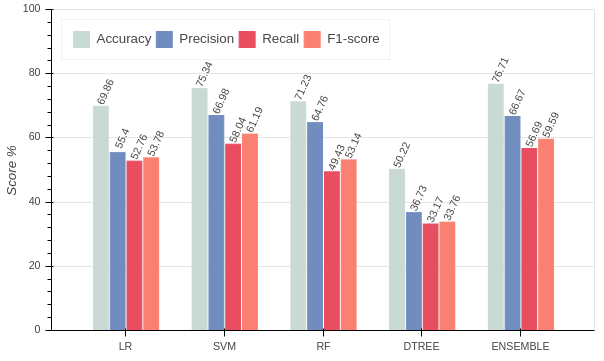 100
80
60
40
20
0
Score %
Accuracy Precision Recall F1-score
69.86 55.4 52.76 53.78
75.34 66.98 58.04 61.19
71.23 64.76 49.43 53.14
50.22 36.73 33.17 33.76
76.71 66.67 56.69 59.59
LR SVM RF DTREE ENSEMBLE